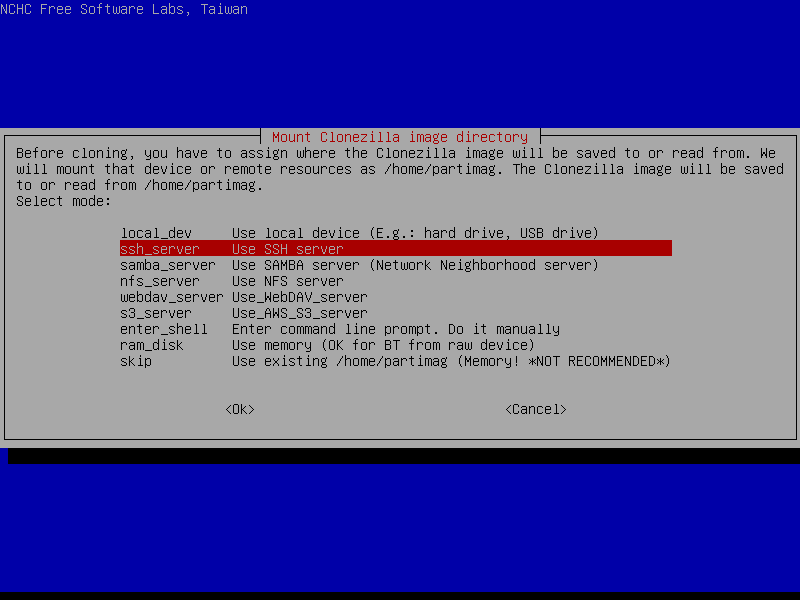 NCHC Free Software Labs, Taiwan
Mount Clonezilla image directory
Before cloning, you have to assign where the Clonezilla image will be saved to or read from. We
will mount that device or remote resources as /home/partimag. The Clonezilla image will be saved
to or read from /home/partimag.
Select mode:
local_dev Use local device (E.g.: hard drive, USB drive)
ssh_server Use SSH server
samba_server Use SAMBA server (Network Neighborhood server)
nfs_server Use NFS server
webdav_server Use_WebDAV_server
s3_server Use_AWS_S3_server
enter_shell Enter command line prompt. Do it manually
ram_disk Use memory (OK for BT from raw device)
skip Use existing /home/partimag (Memory! *NOT RECOMMENDED*)
<Ok> <Cancel>